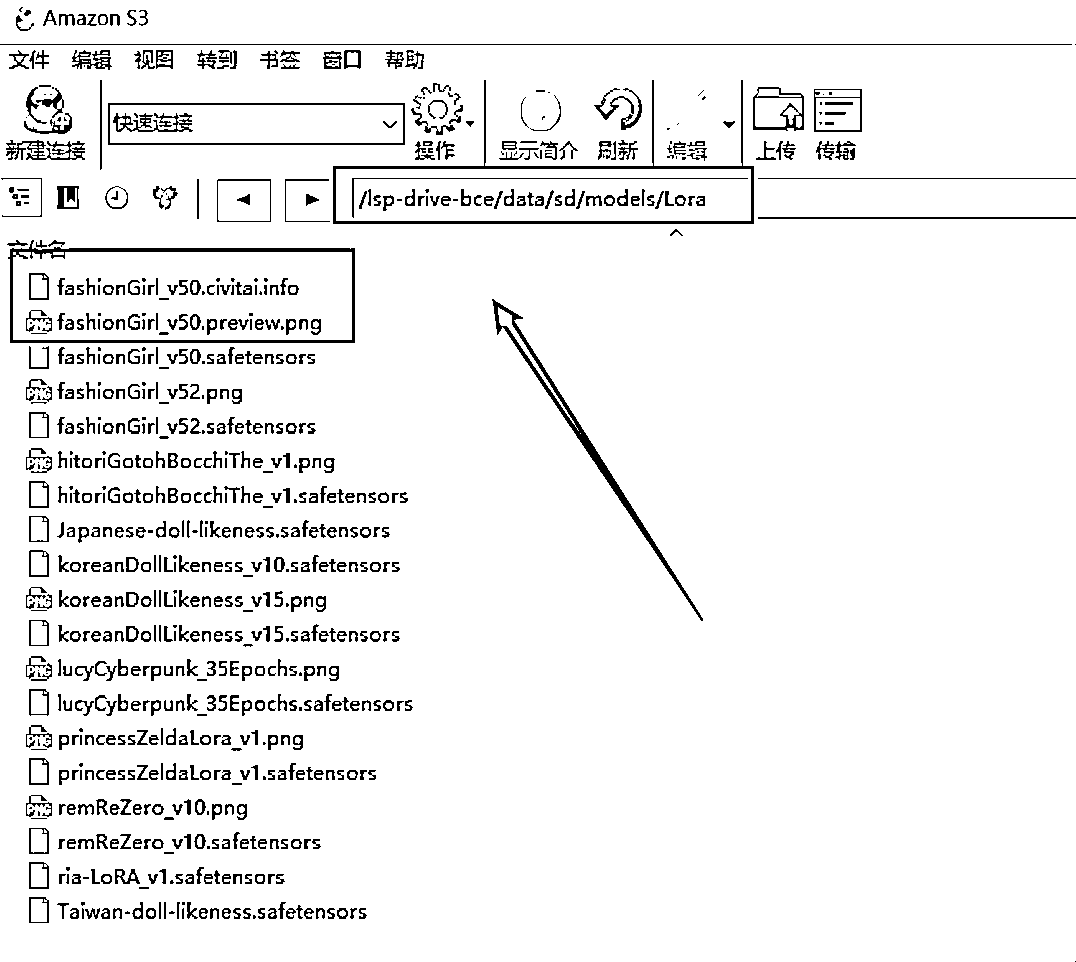 Amazon S3
文件 编辑 视图 转到 书签 窗口 帮助
快速连接
新建连接 操作 显示简介 刷新 编辑 上传 传输
/lsp-drive-bce/data/sd/models/Lora
文件名
fashionGirl_v50.civitai.info
fashionGirl_v50.preview.png
fashionGirl_v50.safetensors
fashionGirl_v52.png
fashionGirl_v52.safetensors
hitoriGotohBocchiThe_v1.png
hitoriGotohBocchiThe_v1.safetensors
Japanese-doll-likeness.safetensors
koreanDollLikeness_v10.safetensors
koreanDollLikeness_v15.png
koreanDollLikeness_v15.safetensors
lucyCyberpunk_35Epochs.png
lucyCyberpunk_35Epochs.safetensors
princessZeldaLora_v1.png
princessZeldaLora_v1.safetensors
remReZero_v10.png
remReZero_v10.safetensors
ria-LoRA_v1.safetensors
Taiwan-doll-likeness.safetensors